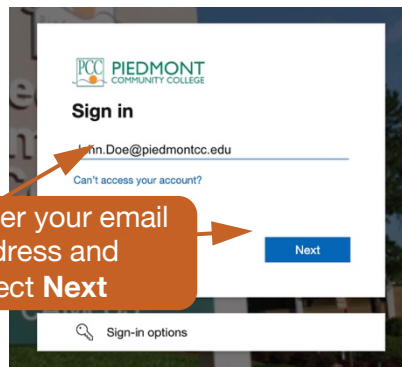 PCC PIEDMONT
COMMUNITY COLLEGE
Sign in
John.Doe@piedmontcc.edu
Can't access your account?
er your email
dress and
ect Next
Next
Sign-in options